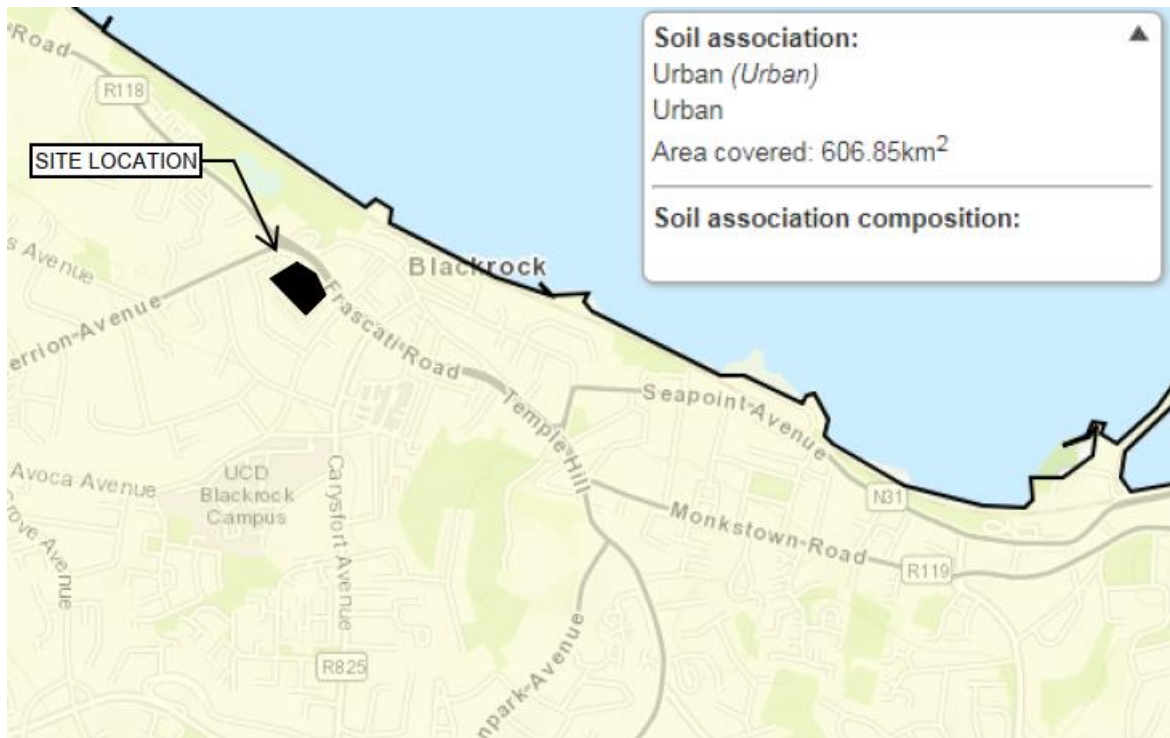 Soil association:
Urban (Urban)
Urban
Area covered: 606.85km²
Soil association composition:
Road
R118
SITE LOCATION
s Avenue
errion-Avenue
Blackrock
Frascati-Road
Temple Hill
Seapoint-Avenue
Avoca Avenue
UCD
Blackrock
Campus
Carysfort Avenue
rove Avenue
N31
Monkstown-Road
R119
R825
npark-Avenue